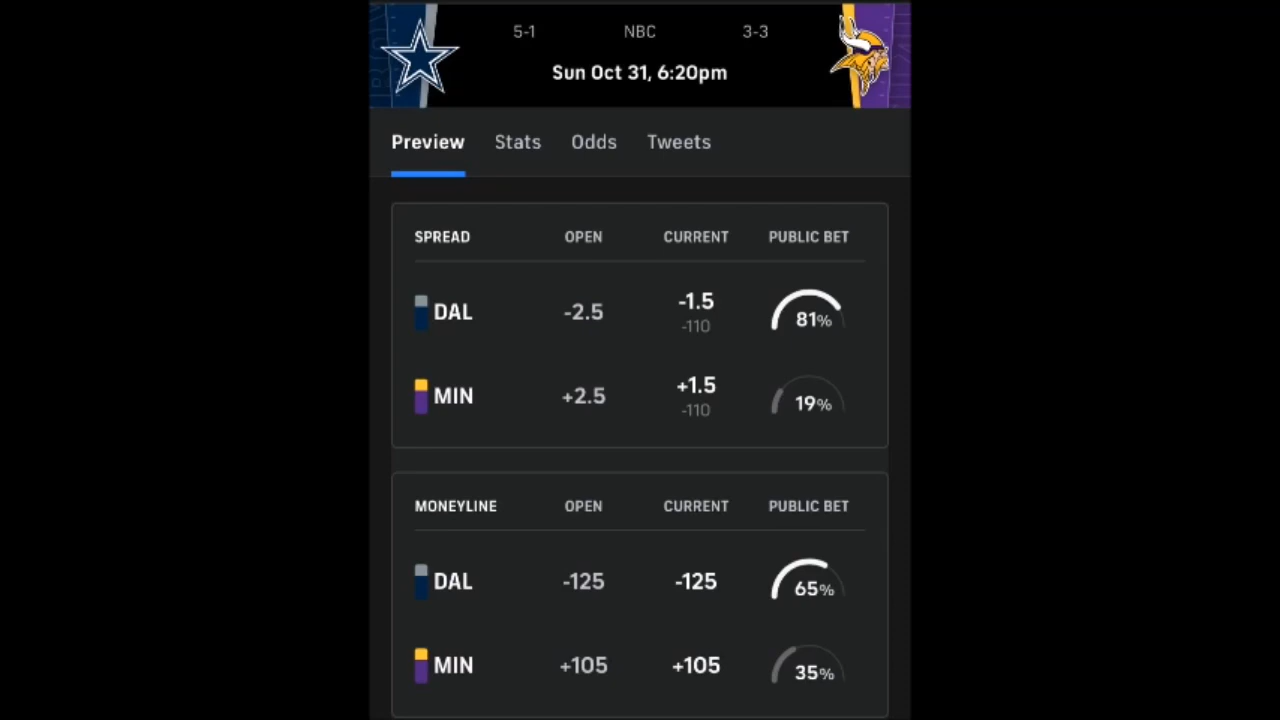 5-1 NBC 3-3
Sun Oct 31, 6:20pm
Preview Stats Odds Tweets
SPREAD OPEN CURRENT PUBLIC BET
DAL -2.5 -1.5 81%
-110
MIN +2.5 +1.5 19%
-110
MONEYLINE OPEN CURRENT PUBLIC BET
DAL -125 -125 65%
MIN +105 +105 35%